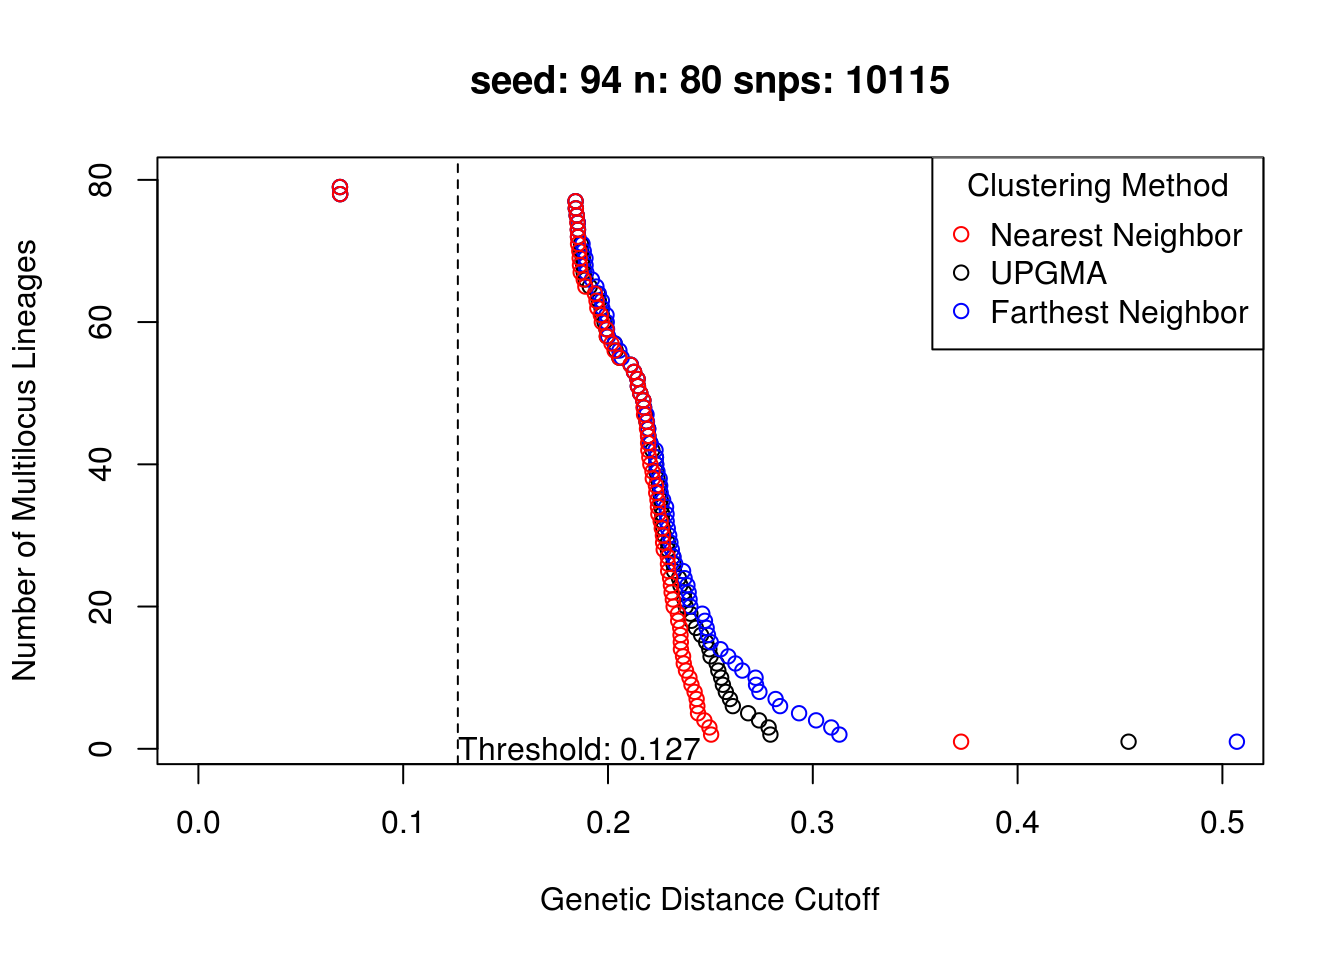 seed: 94 n: 80 snps: 10115
Clustering Method
Nearest Neighbor
UPGMA
Farthest Neighbor
Number of Multilocus Lineages
80
60
40
20
0
Threshold: 0.127
0.0 0.1 0.2 0.3 0.4 0.5
Genetic Distance Cutoff